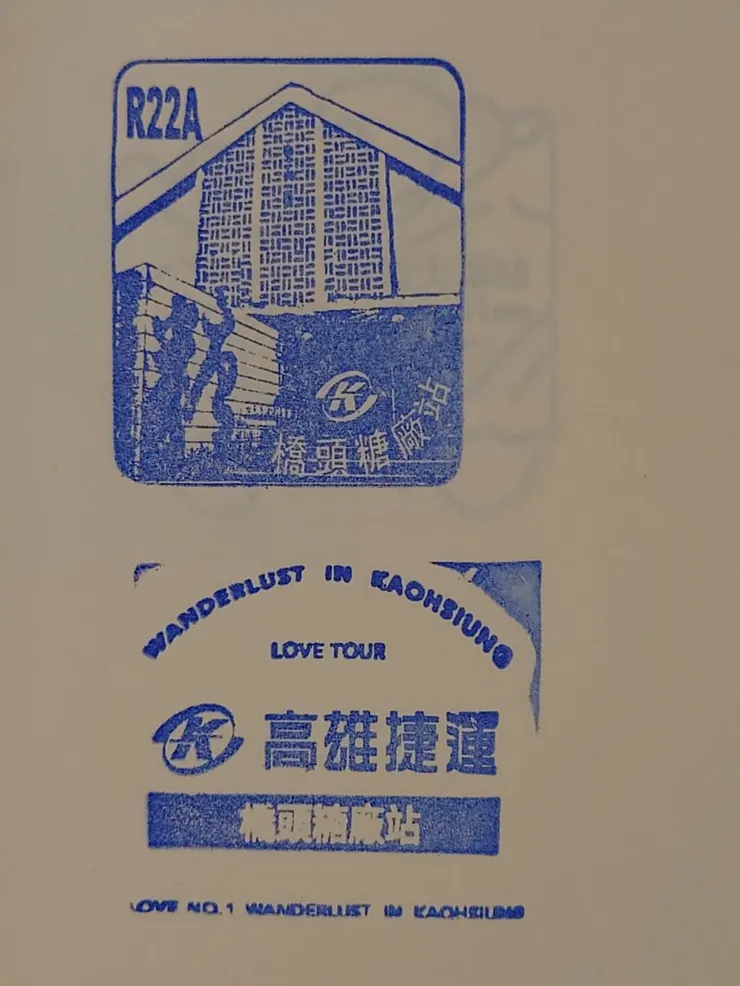 R22A
K
橋頭糖廠站
WANDERLUST IN KAOHSIUNG
LOVE TOUR
K 高雄捷運
橋頭糖廠站
LOVE NO.1 WANDERLUST IN KAOHSIUNG